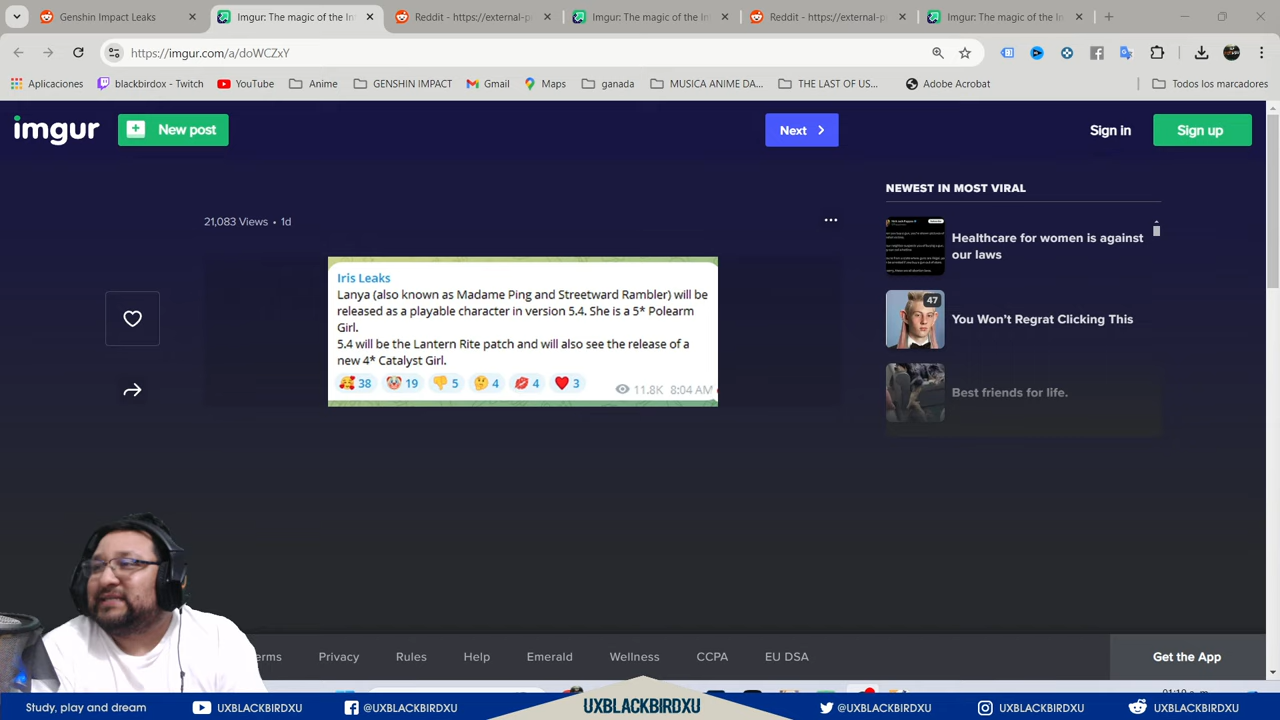 Genshin Impact Leaks
Imgur: The magic of the In
Reddit - https://external-p
Imgur: The magic of the In
Reddit - https://external-p
Imgur: The magic of the In
https://imgur.com/a/doWCZxY
Aplicaciones
blackbirdox - Twitch
YouTube
Anime
GENSHIN IMPACT
Gmail
Maps
ganada
MUSICA ANIME DA...
THE LAST OF US...
Adobe Acrobat
Todos los marcadores
imgur
New post
Next
Sign in
Sign up
NEWEST IN MOST VIRAL
21,083 Views • 1d
Healthcare for women is against
our laws
47
You Won't Regrat Clicking This
Best friends for life.
Iris Leaks
Lanya (also known as Madame Ping and Streetward Rambler) will be
released as a playable character in version 5.4. She is a 5* Polearm
Girl.
5.4 will be the Lantern Rite patch and will also see the release of a
new 4* Catalyst Girl.
38 19 5 4 4 3
11.8K 8:04 AM
Privacy
Rules
Help
Emerald
Wellness
CCPA
EU DSA
Get the App
Study, play and dream
UXBLACKBIRDXU
@UXBLACKBIRDXU
UXBLACKBIRDXU
@UXBLACKBIRDXU
UXBLACKBIRDXU
UXBLACKBIRDXU